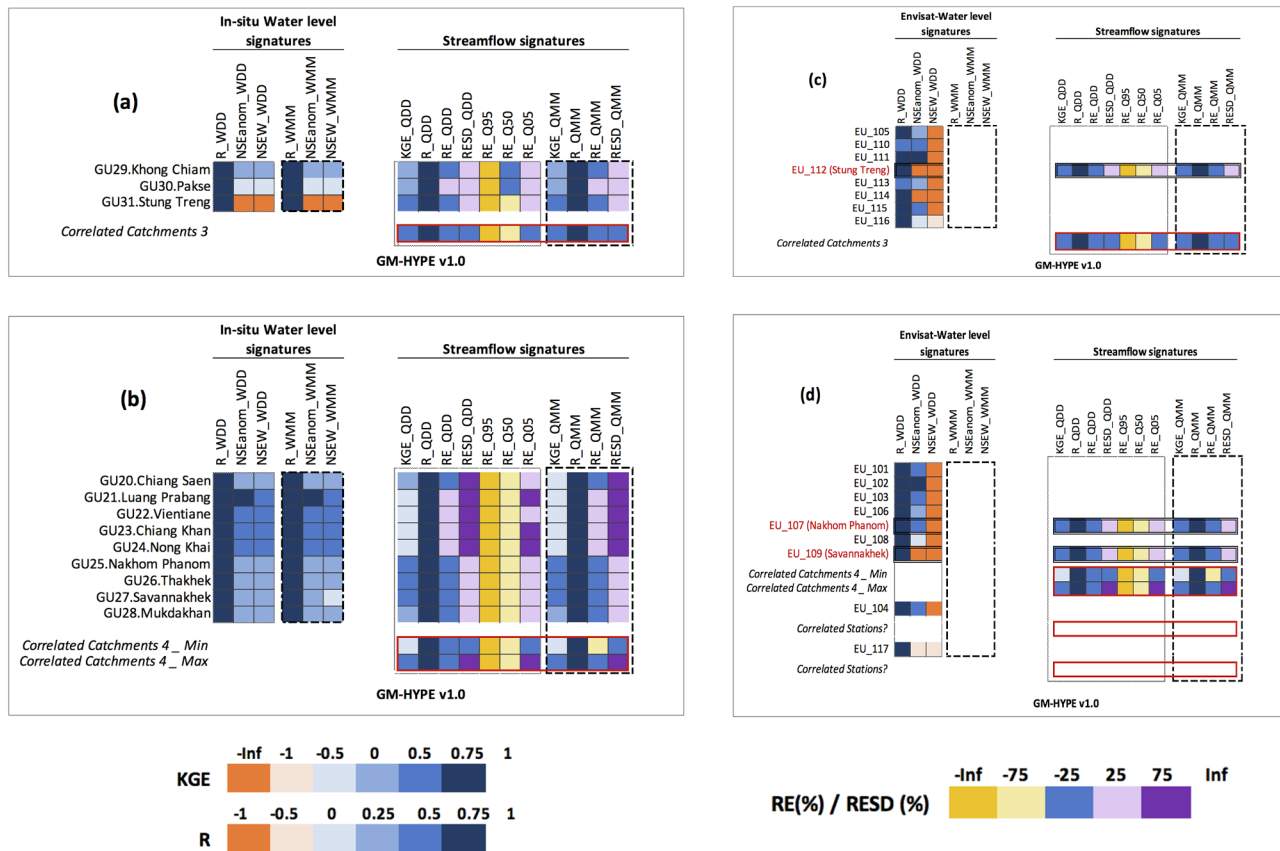 In-situ Water level
signatures
Streamflow signatures
(a)
R_WDD
NSEanom_WDD
NSEW_WDD
R_WMM
NSEanom_WMM
NSEW_WMM
KGE_QDD
R_QDD
RE_QDD
RESD_QDD
RE_Q95
RE_Q50
RE_Q05
KGE_QMM
R_QMM
RE_QMM
RESD_QMM
GU29.Khong Chiam
GU30.Pakse
GU31.Stung Treng
Correlated Catchments 3
GM-HYPE v1.0
In-situ Water level
signatures
Streamflow signatures
(b)
R_WDD
NSEanom_WDD
NSEW_WDD
R_WMM
NSEanom_WMM
NSEW_WMM
KGE_QDD
R_QDD
RE_QDD
RESD_QDD
RE_Q95
RE_Q50
RE_Q05
KGE_QMM
R_QMM
RE_QMM
RESD_QMM
GU20.Chiang Saen
GU21.Luang Prabang
GU22.Vientiane
GU23.Chiang Khan
GU24.Nong Khai
GU25.Nakhom Phanom
GU26.Thakhek
GU27.Savannakhek
GU28.Mukdakhan
Correlated Catchments 4 _ Min
Correlated Catchments 4 _ Max
GM-HYPE v1.0
Envisat-Water level
signatures
Streamflow signatures
(c)
R_WDD
NSEanom_WDD
NSEW_WDD
R_WMM
NSEanom_WMM
NSEW_WMM
KGE_QDD
R_QDD
RE_QDD
RESD_QDD
RE_Q95
RE_Q50
RE_Q05
KGE_QMM
R_QMM
RE_QMM
RESD_QMM
EU_105
EU_110
EU_111
EU_112 (Stung Treng)
EU_113
EU_114
EU_115
EU_116
Correlated Catchments 3
GM-HYPE v1.0
Envisat-Water level
signatures
Streamflow signatures
(d)
R_WDD
NSEanom_WDD
NSEW_WDD
R_WMM
NSEanom_WMM
NSEW_WMM
KGE_QDD
R_QDD
RE_QDD
RESD_QDD
RE_Q95
RE_Q50
RE_Q05
KGE_QMM
R_QMM
RE_QMM
RESD_QMM
EU_101
EU_102
EU_103
EU_106
EU_107 (Nakhom Phanom)
EU_108
EU_109 (Savannakhek)
Correlated Catchments 4 _ Min
Correlated Catchments 4 _ Max
EU_104
Correlated Stations?
EU_117
Correlated Stations?
GM-HYPE v1.0
-Inf -1 -0.5 0 0.5 0.75 1
KGE
-1 -0.5 0 0.25 0.5 0.75 1
R
-Inf -75 -25 25 75 Inf
RE(%) / RESD (%)